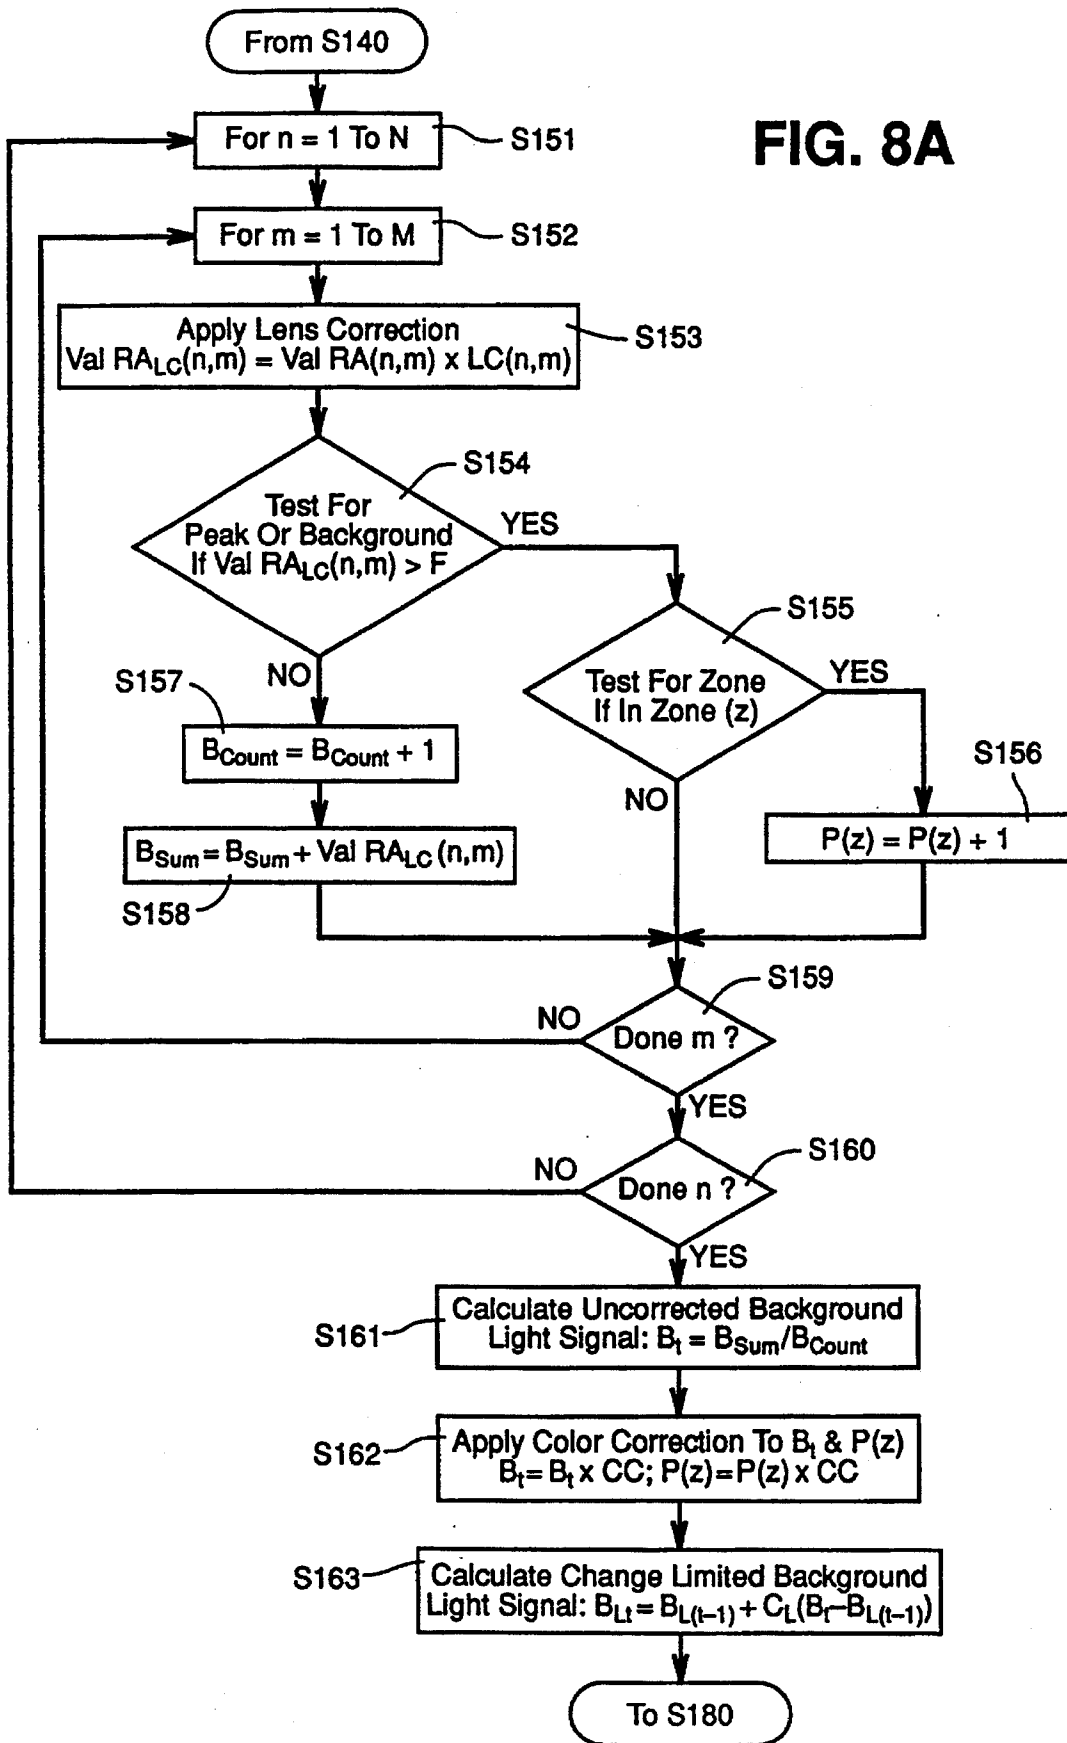 From S140
FIG. 8A
For n = 1 To N
S151
For m = 1 To M
S152
Apply Lens Correction
Val RA_LC(n,m) = Val RA(n,m) x LC(n,m)
S153
S154
Test For
Peak Or Background
If Val RA_LC(n,m) > F
YES
NO
S155
Test For Zone
If In Zone (z)
YES
NO
S156
P(z) = P(z) + 1
S157
B_Count = B_Count + 1
B_Sum = B_Sum + Val RA_LC (n,m)
S158
S159
Done m ?
NO
YES
S160
Done n ?
NO
YES
S161
Calculate Uncorrected Background
Light Signal: B_t = B_Sum/B_Count
S162
Apply Color Correction To B_t & P(z)
B_t = B_t x CC; P(z) = P(z) x CC
S163
Calculate Change Limited Background
Light Signal: B_Lt = B_L(t–1) + C_L(B_t–B_L(t–1))
To S180